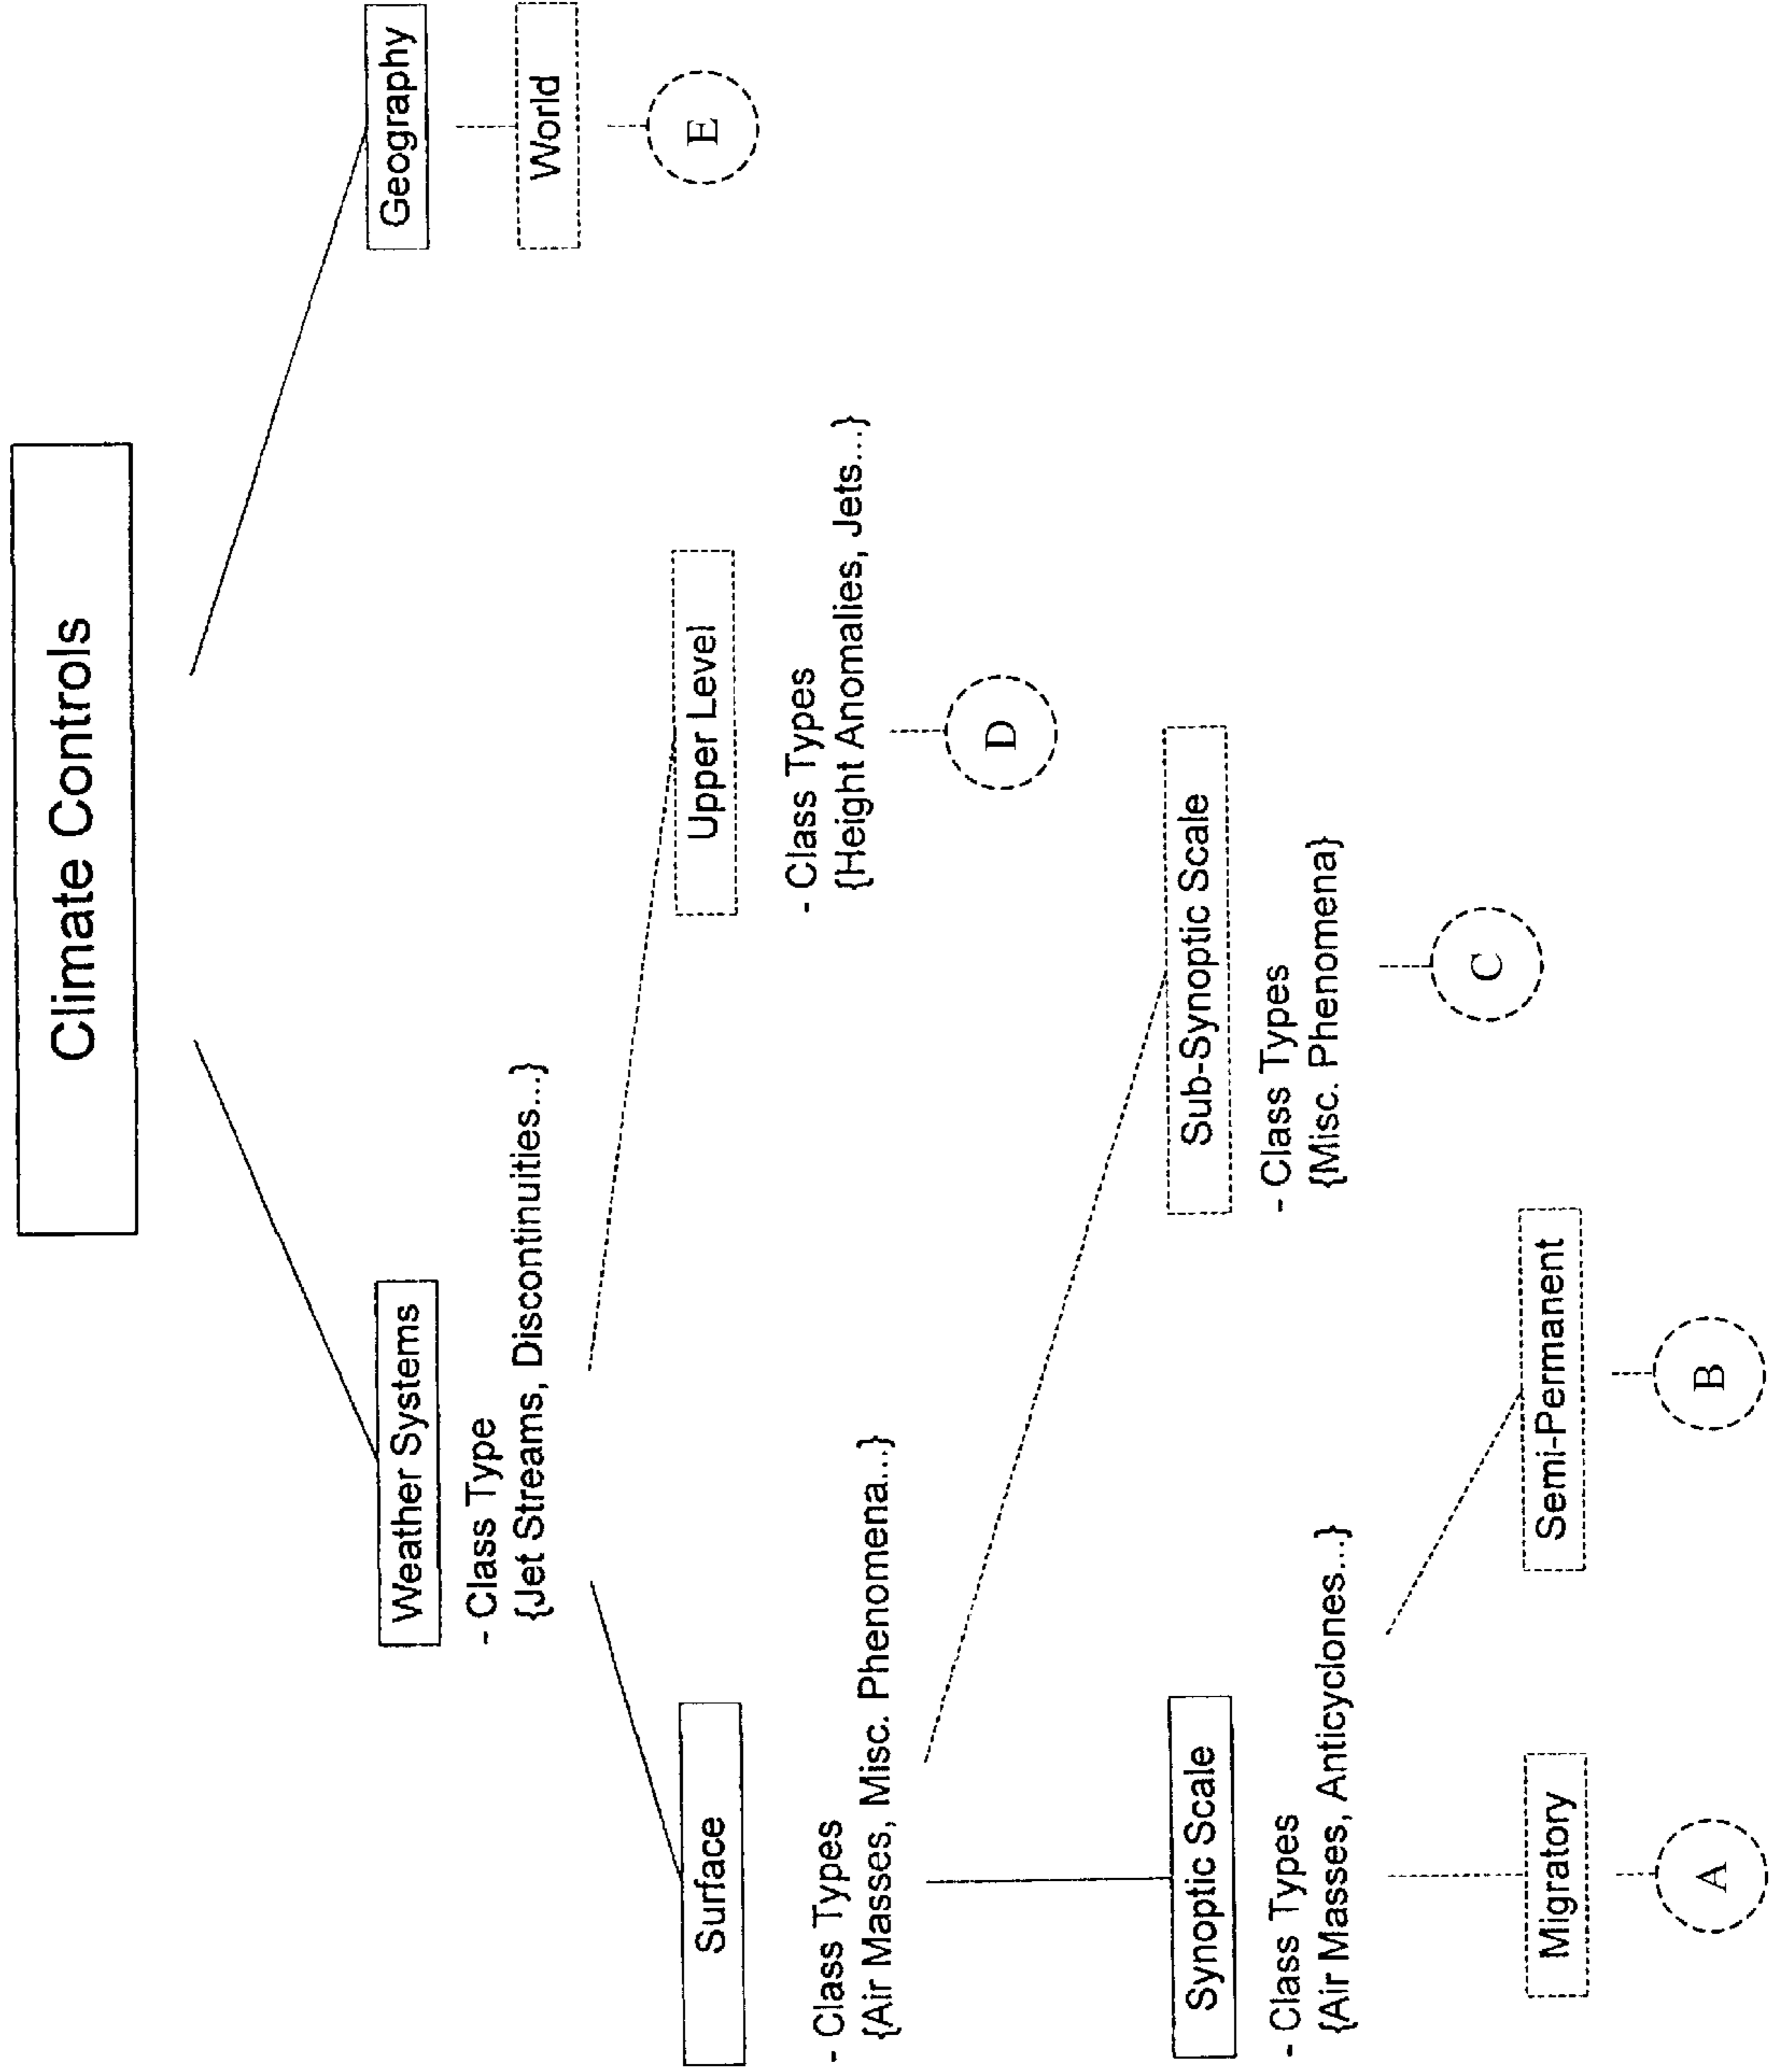 Climate Controls
Weather Systems
- Class Type
{Jet Streams, Discontinuities...}
Geography
World
E
Surface
- Class Types
{Air Masses, Misc. Phenomena...}
Upper Level
- Class Types
{Height Anomalies, Jets...}
D
Synoptic Scale
- Class Types
{Air Masses, Anticyclones...}
Sub-Synoptic Scale
- Class Types
{Misc. Phenomena}
C
Migratory
A
Semi-Permanent
B